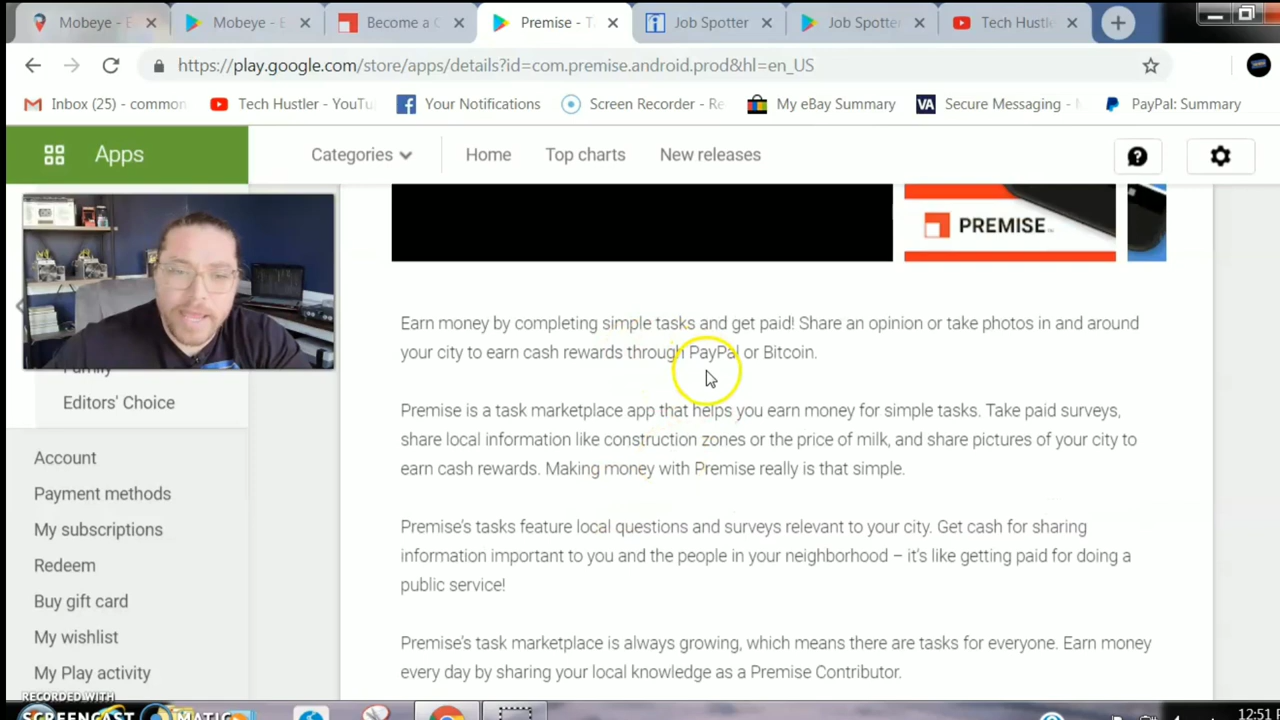 Mobeye - E
Mobeye - E
Become a C
Premise - T
Job Spotter
Job Spotter
Tech Hustle
https://play.google.com/store/apps/details?id=com.premise.android.prod&hl=en_US
Inbox (25) - common
Tech Hustler - YouTu
Your Notifications
Screen Recorder - Re
My eBay Summary
VA
Secure Messaging -
PayPal: Summary
Apps
Categories
Home
Top charts
New releases
PREMISE
Earn money by completing simple tasks and get paid! Share an opinion or take photos in and around
your city to earn cash rewards through PayPal or Bitcoin.
Premise is a task marketplace app that helps you earn money for simple tasks. Take paid surveys,
share local information like construction zones or the price of milk, and share pictures of your city to
earn cash rewards. Making money with Premise really is that simple.
Premise's tasks feature local questions and surveys relevant to your city. Get cash for sharing
information important to you and the people in your neighborhood – it's like getting paid for doing a
public service!
Premise's task marketplace is always growing, which means there are tasks for everyone. Earn money
every day by sharing your local knowledge as a Premise Contributor.
Family
Editors' Choice
Account
Payment methods
My subscriptions
Redeem
Buy gift card
My wishlist
My Play activity
RECORDED WITH
SCREENCAST MATIC
12:51